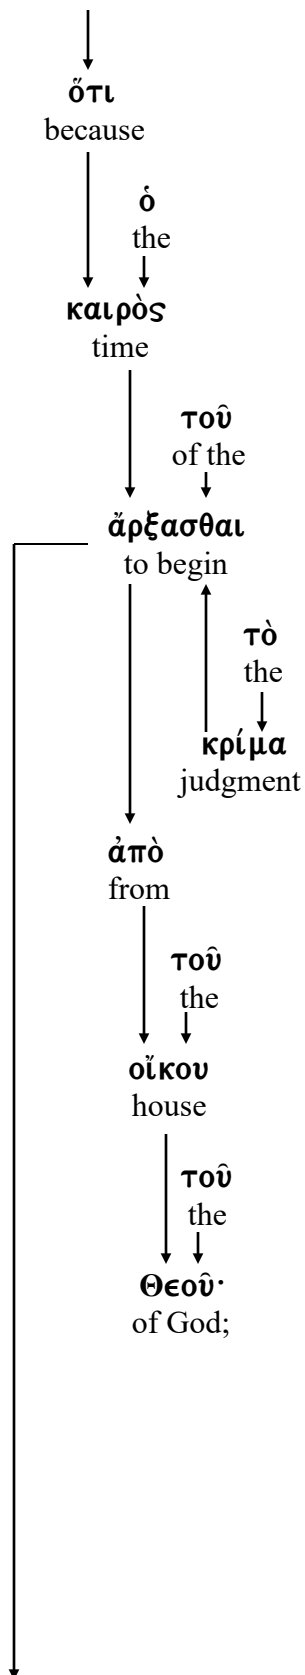 ὅτι
because
ὁ
the
καιρὸς
time
τοῦ
of the
ἄρξασθαι
to begin
τὸ
the
κρίμα
judgment
ἀπὸ
from
τοῦ
the
οἴκου
house
τοῦ
the
Θεοῦ·
of God;